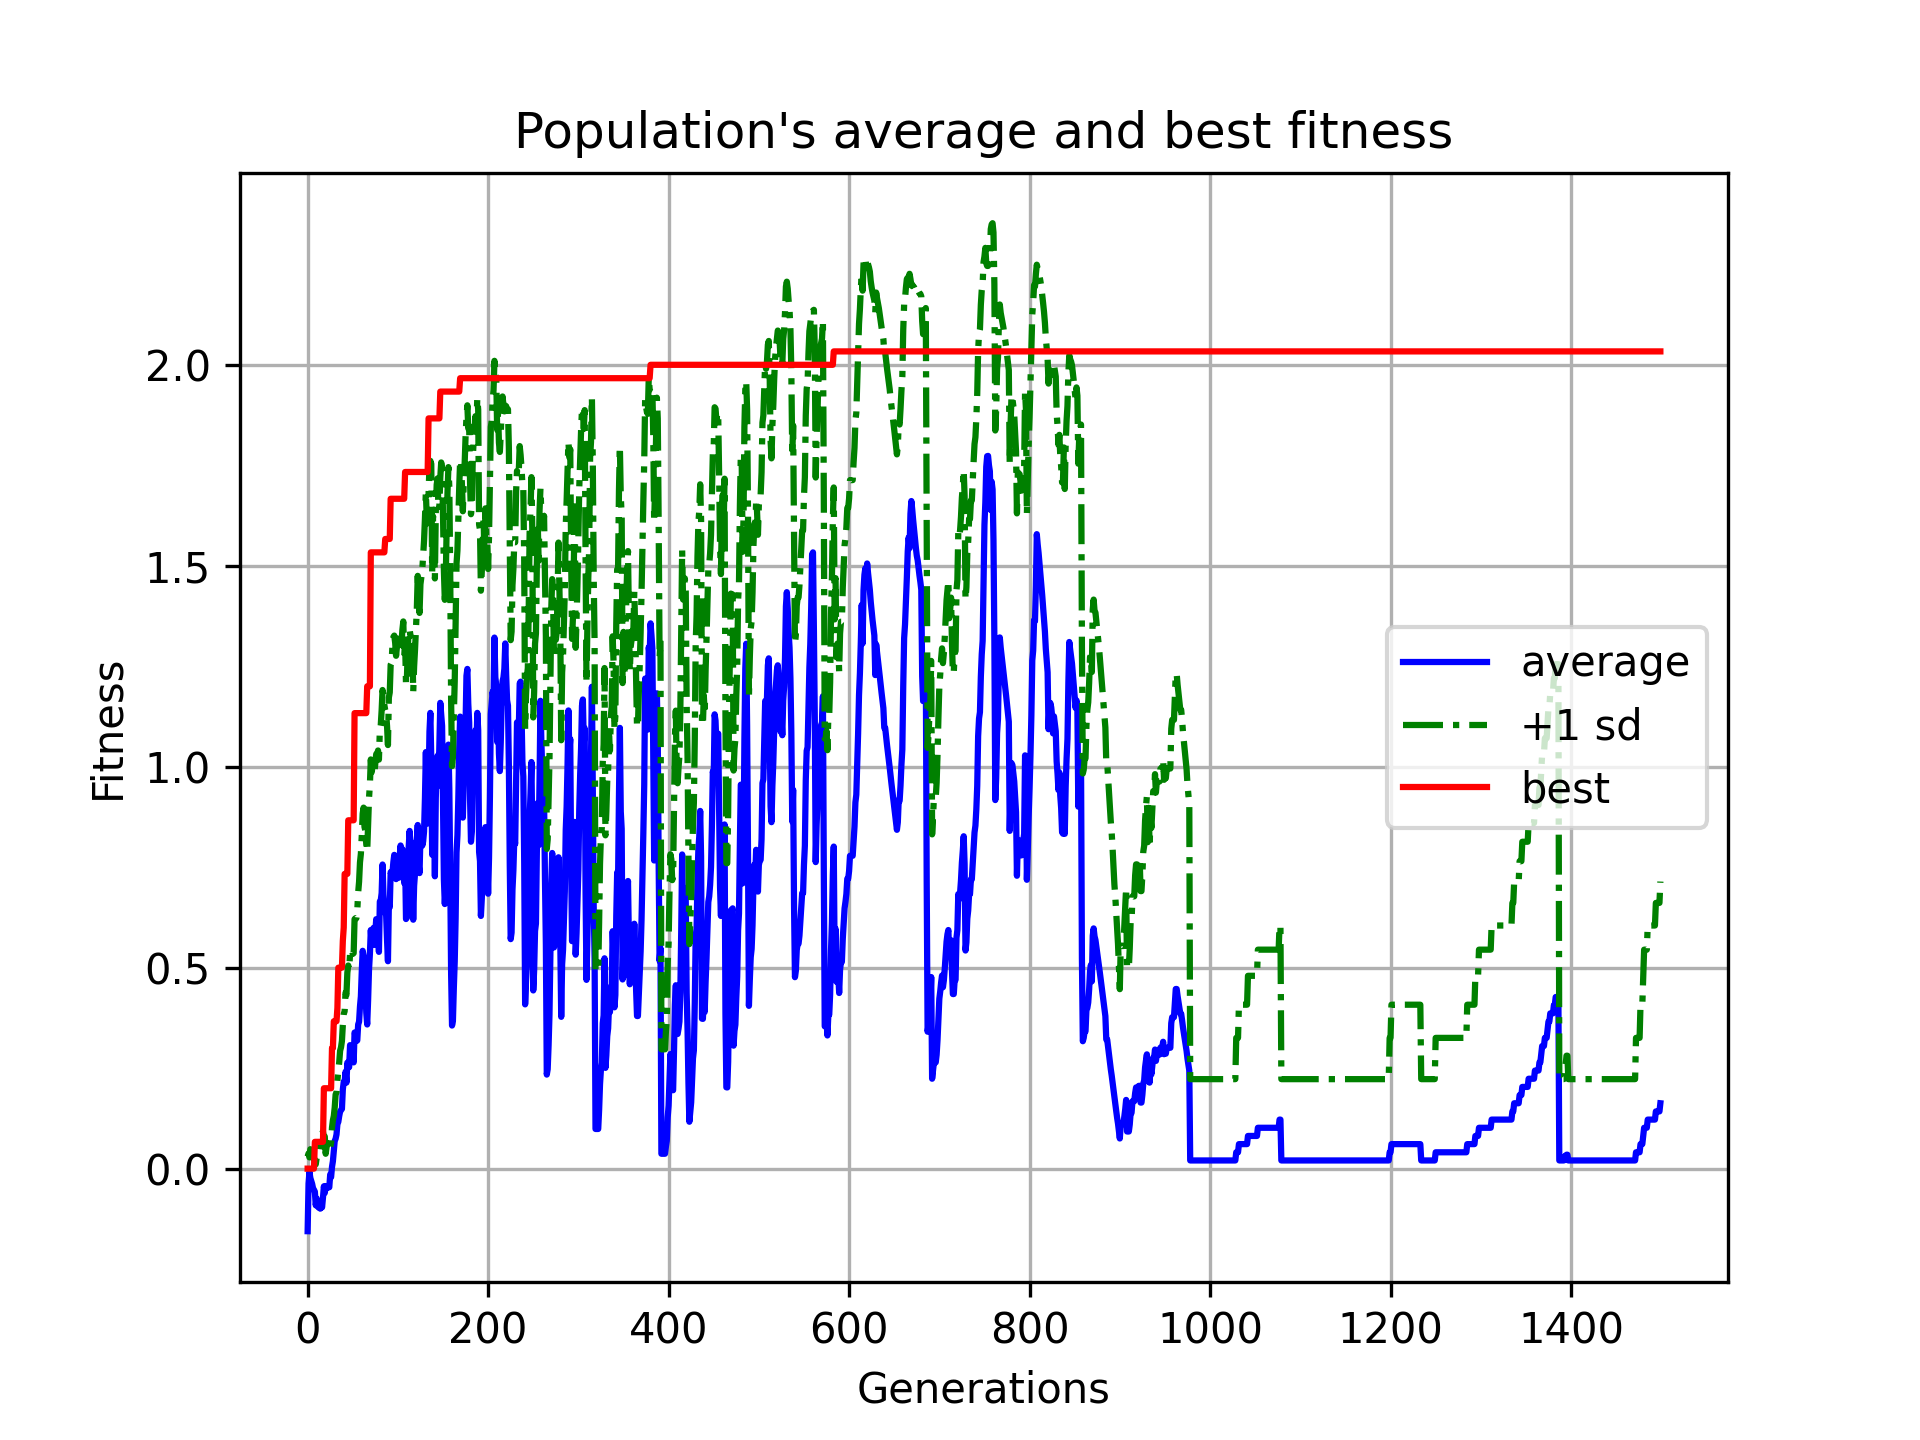 Population's average and best fitness
Fitness
2.0
1.5
1.0
0.5
0.0
average
+1 sd
best
0 200 400 600 800 1000 1200 1400
Generations